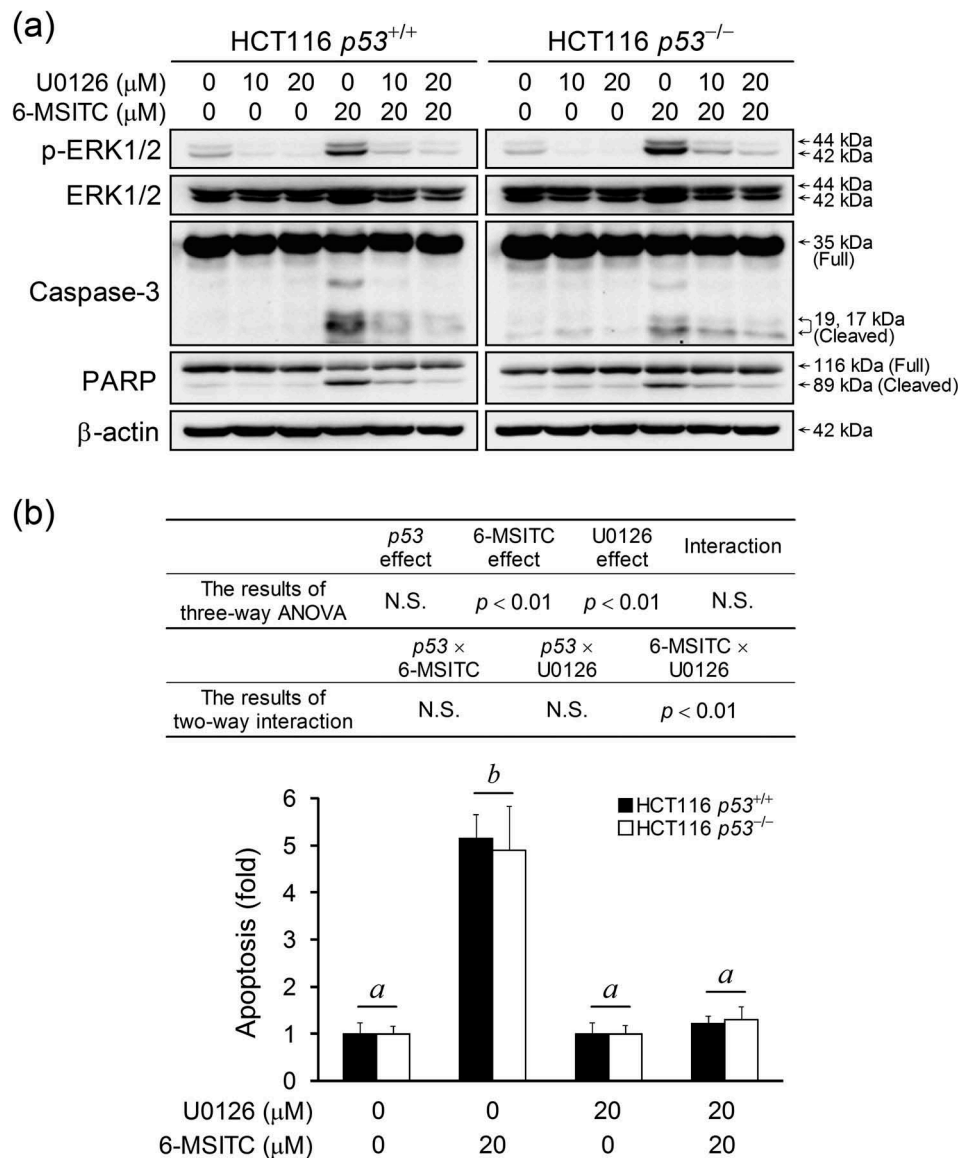 (a)
HCT116 p53+/+ HCT116 p53−/−
U0126 (μM) 0 10 20 0 10 20 0 10 20 0 10 20
6-MSITC (μM) 0 0 0 20 20 20 0 0 0 20 20 20
p-ERK1/2 ←44 kDa
←42 kDa
ERK1/2 ←44 kDa
←42 kDa
←35 kDa
(Full)
Caspase-3
19, 17 kDa
(Cleaved)
PARP ←116 kDa (Full)
←89 kDa (Cleaved)
β-actin ←42 kDa
(b)
p53 effect 6-MSITC effect U0126 effect Interaction
The results of
three-way ANOVA N.S. p < 0.01 p < 0.01 N.S.
p53 × 6-MSITC p53 × U0126 6-MSITC × U0126
The results of
two-way interaction N.S. N.S. p < 0.01
HCT116 p53+/+
HCT116 p53−/−
Apoptosis (fold)
6
5
4
3
2
1
0
a b a a
U0126 (μM) 0 0 20 20
6-MSITC (μM) 0 20 0 20